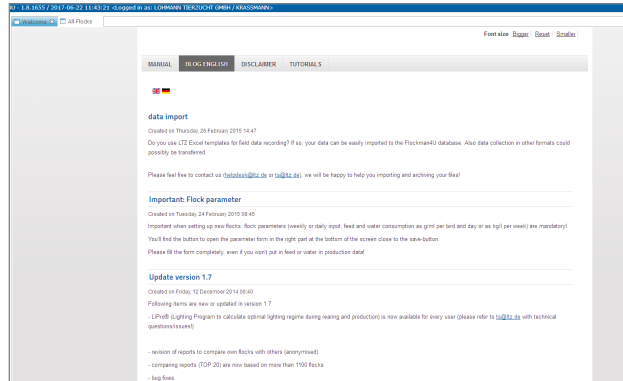 IU - 1.8.1655 / 2017-06-22 11:43:21 <Logged in as: LOHMANN TIERZUCHT GMBH / KRASSMANN>
Welcome All Flocks
Font size Bigger Reset Smaller
MANUAL BLOG ENGLISH DISCLAIMER TUTORIALS
data import
Created on Thursday, 26 February 2015 14:47
Do you use LTZ Excel templates for field data recording? If so, your data can be easily imported to the Flockman4U database. Also data collection in other formats could
possibly be transferred.
Please feel free to contact us (helpdesk@ltz.de or ts@ltz.de), we will be happy to help you importing and archiving your files!
Important: Flock parameter
Created on Tuesday, 24 February 2015 08:45
Important when setting up new flocks: flock parameters (weekly or daily input, feed and water consumption as g/ml per bird and day or as kg/l per week) are mandatory!
You'll find the button to open the parameter form in the right part at the bottom of the screen close to the save-button.
Please fill the form completely, even if you won't put in feed or water in production data!
Update version 1.7
Created on Friday, 12 December 2014 08:40
Following items are new or updated in version 1.7:
- LiPro® (Lighting Program to calculate optimal lighting regime during rearing and production) is now available for every user (please refer to ts@ltz.de with technical
questions/issues!)
- revision of reports to compare own flocks with others (anonymised)
- comparing reports (TOP 20) are now based on more than 1100 flocks
- bug fixes